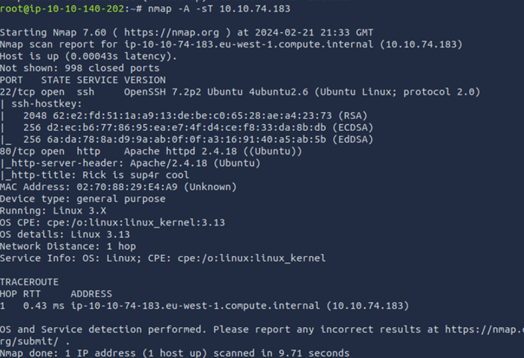 root@ip-10-10-140-202:~# nmap -A -sT 10.10.74.183
Starting Nmap 7.60 ( https://nmap.org ) at 2024-02-21 21:33 GMT
Nmap scan report for ip-10-10-74-183.eu-west-1.compute.internal (10.10.74.183)
Host is up (0.00043s latency).
Not shown: 998 closed ports
PORT   STATE SERVICE VERSION
22/tcp open  ssh     OpenSSH 7.2p2 Ubuntu 4ubuntu2.6 (Ubuntu Linux; protocol 2.0)
| ssh-hostkey:
|   2048 62:e2:fd:51:1a:a9:13:de:be:c0:65:28:ae:a4:23:73 (RSA)
|   256 d2:ec:b6:77:86:95:ea:e7:4f:d4:ce:f8:33:da:8b:db (ECDSA)
|_  256 6a:da:78:8a:d9:9a:ab:0f:0f:a3:16:91:40:a5:ab:5b (EdDSA)
80/tcp open  http    Apache httpd 2.4.18 ((Ubuntu))
|_http-server-header: Apache/2.4.18 (Ubuntu)
|_http-title: Rick is sup4r cool
MAC Address: 02:70:88:29:E4:A9 (Unknown)
Device type: general purpose
Running: Linux 3.X
OS CPE: cpe:/o:linux:linux_kernel:3.13
OS details: Linux 3.13
Network Distance: 1 hop
Service Info: OS: Linux; CPE: cpe:/o:linux:linux_kernel
TRACEROUTE
HOP RTT     ADDRESS
1   0.43 ms ip-10-10-74-183.eu-west-1.compute.internal (10.10.74.183)
OS and Service detection performed. Please report any incorrect results at https://nmap.o
rg/submit/ .
Nmap done: 1 IP address (1 host up) scanned in 9.71 seconds